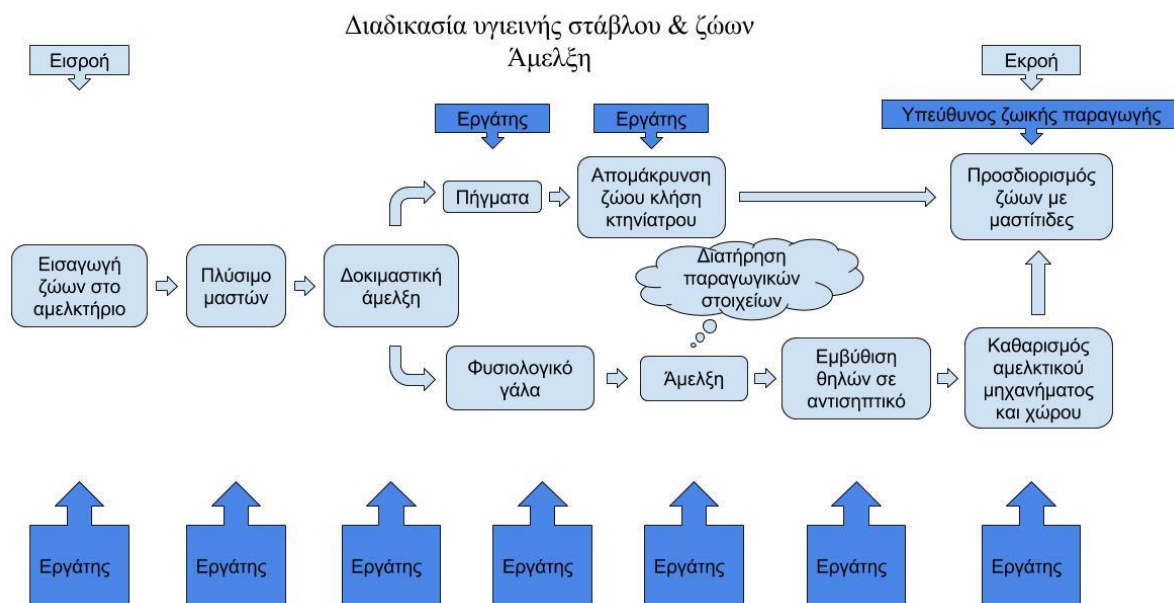 Διαδικασία υγιεινής στάβλου & ζώων
Άμελξη
Εισροή
Εκροή
Εργάτης
Εργάτης
Υπεύθυνος ζωικής παραγωγής
Πήγματα
Απομάκρυνση
ζώου κλήση
κτηνίατρου
Προσδιορισμός
ζώων με
μαστίτιδες
Εισαγωγή
ζώων στο
αμελκτήριο
Πλύσιμο
μαστών
Δοκιμαστική
άμελξη
Διατήρηση
παραγωγικών
στοιχείων
Φυσιολογικό
γάλα
Άμελξη
Εμβύθιση
θηλών σε
αντισηπτικό
Καθαρισμός
αμελκτικού
μηχανήματος
και χώρου
Εργάτης
Εργάτης
Εργάτης
Εργάτης
Εργάτης
Εργάτης
Εργάτης